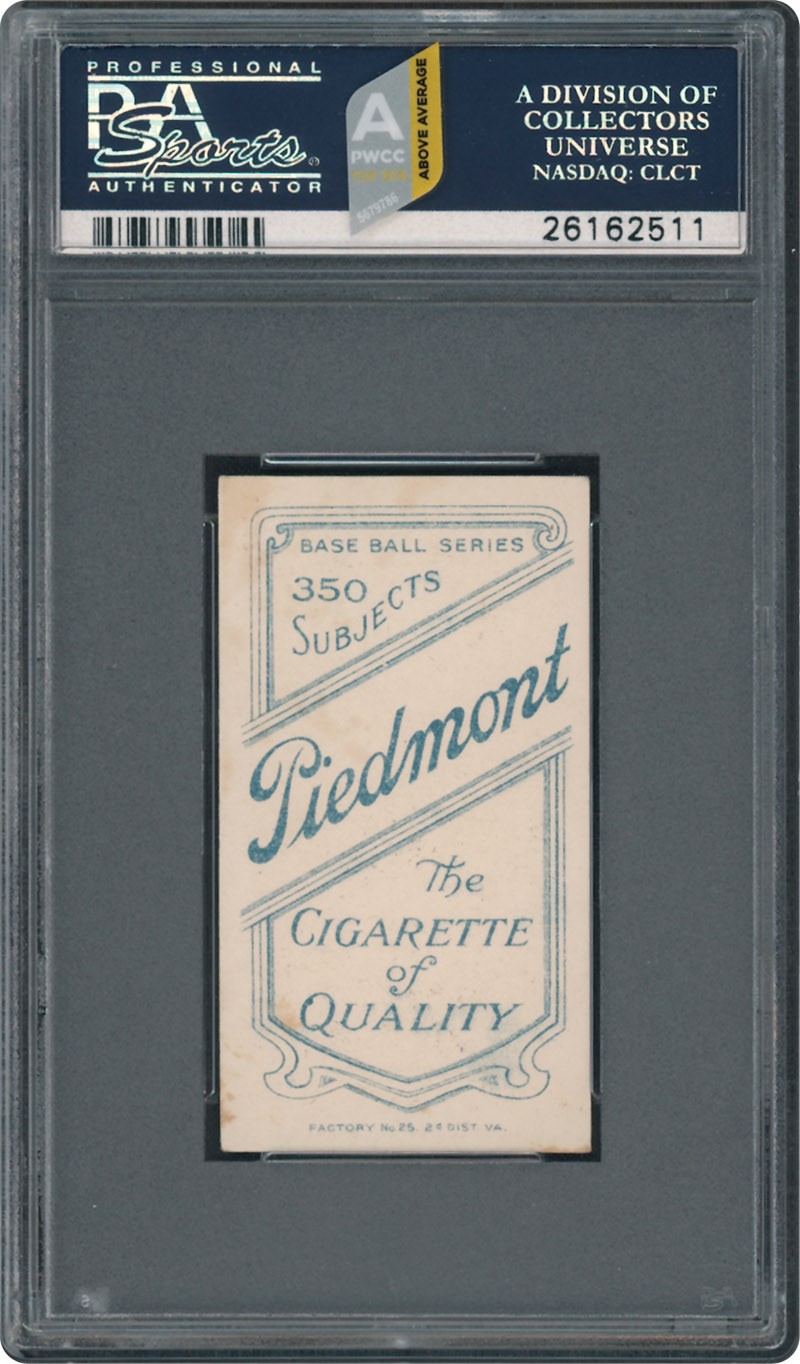 PROFESSIONAL
PSA
Sports
AUTHENTICATOR
A
PWCC
5679786
ABOVE AVERAGE
A DIVISION OF
COLLECTORS
UNIVERSE
NASDAQ: CLCT
26162511
BASE BALL SERIES
350
SUBJECTS
Piedmont
The
CIGARETTE
of
QUALITY
FACTORY No 25. 2d DIST. VA.